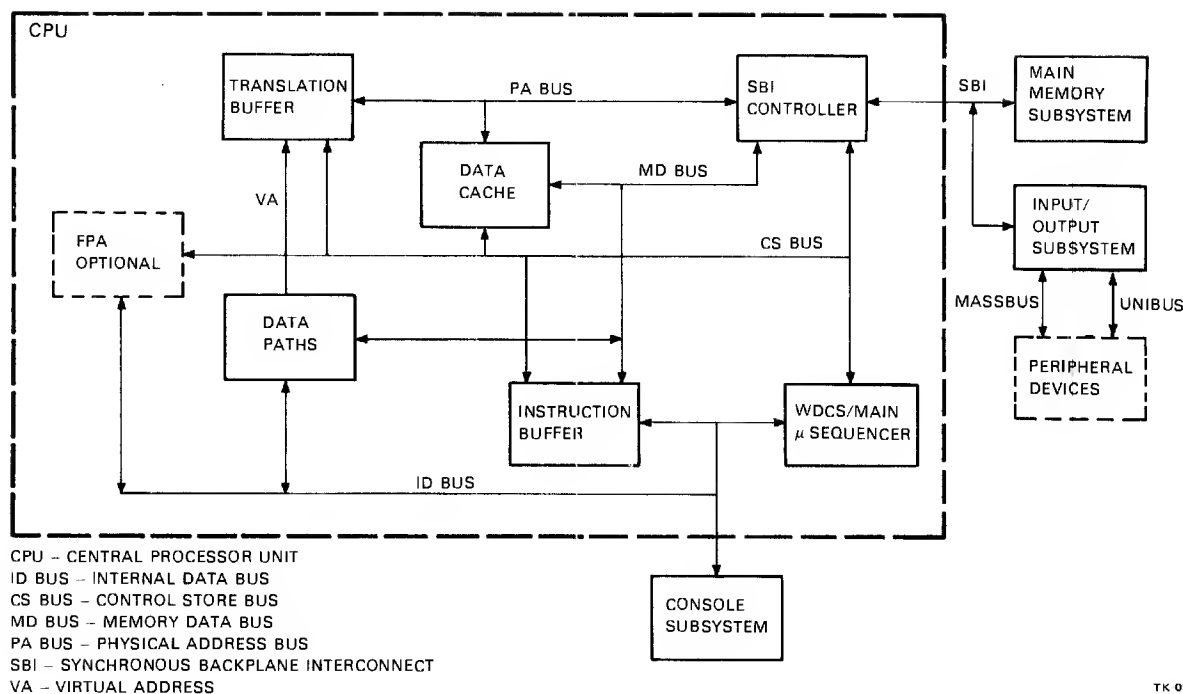 CPU
TRANSLATION
BUFFER
PA BUS
SBI
CONTROLLER
SBI
MAIN
MEMORY
SUBSYSTEM
DATA
CACHE
MD BUS
VA
INPUT/
OUTPUT
SUBSYSTEM
FPA
OPTIONAL
CS BUS
MASSBUS
UNIBUS
DATA
PATHS
PERIPHERAL
DEVICES
INSTRUCTION
BUFFER
WDCS/MAIN
μ SEQUENCER
ID BUS
CONSOLE
SUBSYSTEM
CPU – CENTRAL PROCESSOR UNIT
ID BUS – INTERNAL DATA BUS
CS BUS – CONTROL STORE BUS
MD BUS – MEMORY DATA BUS
PA BUS – PHYSICAL ADDRESS BUS
SBI – SYNCHRONOUS BACKPLANE INTERCONNECT
VA – VIRTUAL ADDRESS
TK 0